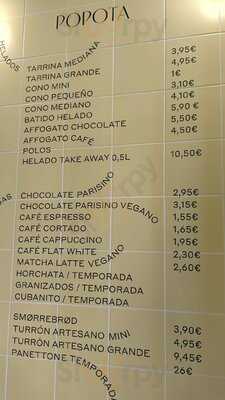 POPOTA
HELADOS
TARRINA MEDIANA 3,95€
TARRINA GRANDE 4,95€
CONO MINI 1€
CONO PEQUEÑO 3,10€
CONO MEDIANO 4,10€
BATIDO HELADO 5,90 €
AFFOGATO CHOCOLATE 5,50€
AFFOGATO CAFÉ 4,50€
POLOS
HELADO TAKE AWAY 0,5L 10,50€
CHOCOLATE PARISINO 2,95€
CHOCOLATE PARISINO VEGANO 3,15€
CAFÉ ESPRESSO 1,55€
CAFÉ CORTADO 1,65€
CAFÉ CAPPUCCINO 1,95€
CAFÉ FLAT WHITE 2,30€
MATCHA LATTE VEGANO 2,60€
HORCHATA / TEMPORADA
GRANIZADOS / TEMPORADA
CUBANITO / TEMPORADA
SMØRREBRØD
TURRÓN ARTESANO MINI 3,90€
TURRÓN ARTESANO GRANDE 4,95€
9,45€
PANETTONE TEMPORADA 26€